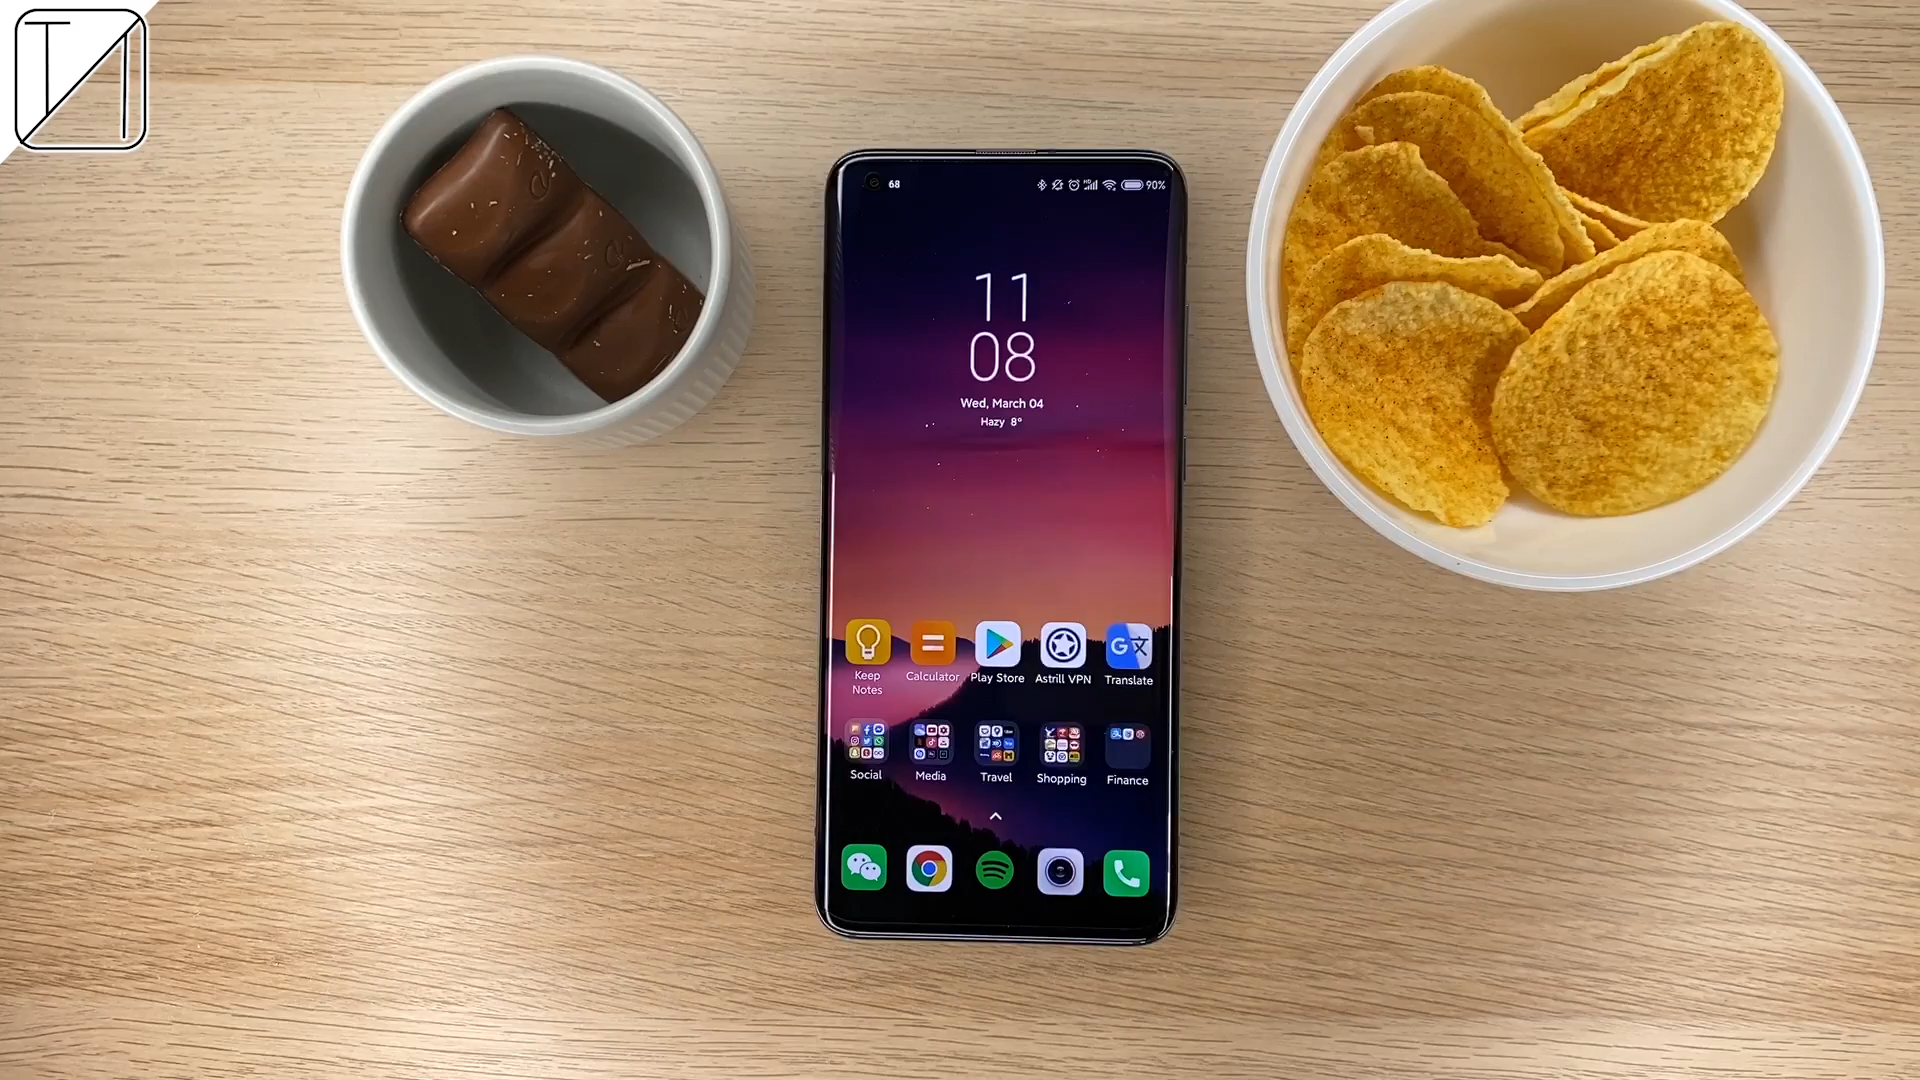 68
90%
11
08
Wed, March 04
Hazy 8°
Keep
Notes
Calculator
Play Store
Astrill VPN
Translate
Social
Media
Travel
Shopping
Finance